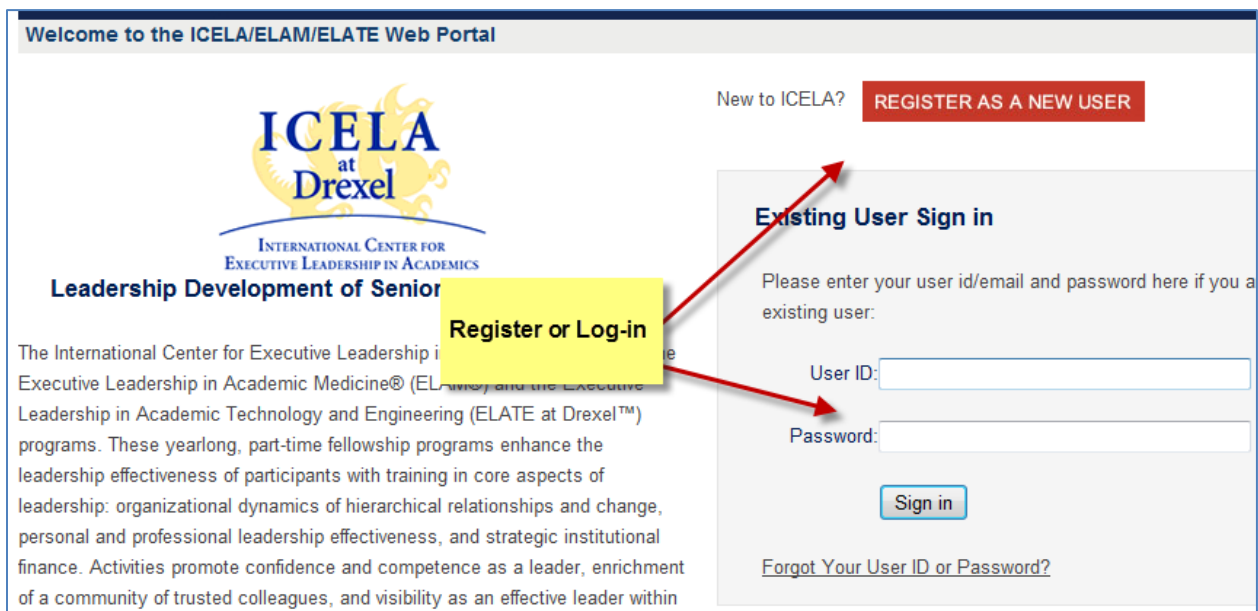 Welcome to the ICELA/ELAM/ELATE Web Portal
ICELA
at
Drexel
INTERNATIONAL CENTER FOR
EXECUTIVE LEADERSHIP IN ACADEMICS
Leadership Development of Senior
The International Center for Executive Leadership i
Executive Leadership in Academic Medicine® (ELAM®) and the Executive
Leadership in Academic Technology and Engineering (ELATE at Drexel™)
programs. These yearlong, part-time fellowship programs enhance the
leadership effectiveness of participants with training in core aspects of
leadership: organizational dynamics of hierarchical relationships and change,
personal and professional leadership effectiveness, and strategic institutional
finance. Activities promote confidence and competence as a leader, enrichment
of a community of trusted colleagues, and visibility as an effective leader within
Register or Log-in
New to ICELA? REGISTER AS A NEW USER
Existing User Sign in
Please enter your user id/email and password here if you a
existing user:
User ID:
Password:
Sign in
Forgot Your User ID or Password?